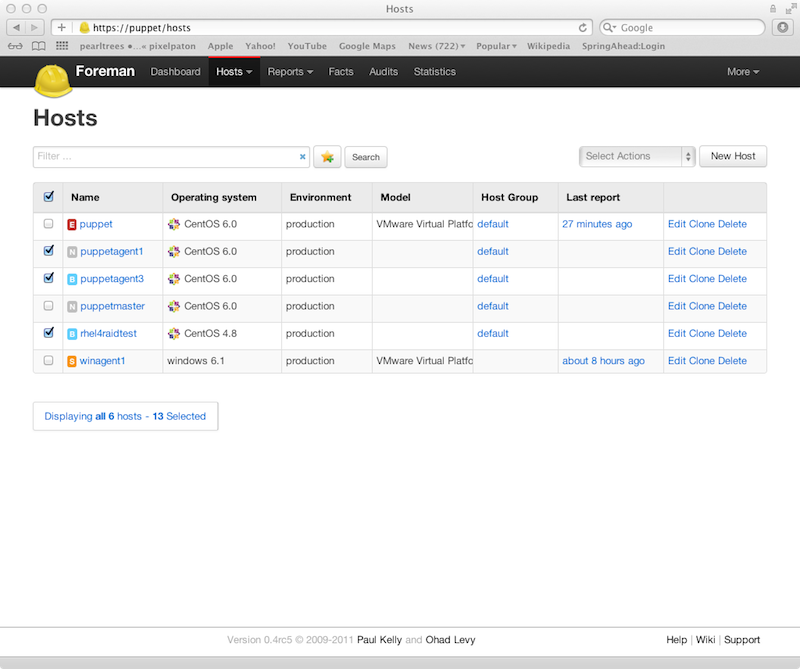 Hosts
https://puppet/hosts
Google
pearltrees ●...« pixelpaton Apple Yahoo! YouTube Google Maps News (722) Popular Wikipedia SpringAhead:Login
Foreman Dashboard Hosts Reports Facts Audits Statistics More
Hosts
Filter ... × Search Select Actions New Host
Name Operating system Environment Model Host Group Last report
E puppet CentOS 6.0 production VMware Virtual Platfo default 27 minutes ago Edit Clone Delete
N puppetagent1 CentOS 6.0 production default Edit Clone Delete
B puppetagent3 CentOS 6.0 production default Edit Clone Delete
N puppetmaster CentOS 6.0 production default Edit Clone Delete
B rhel4raidtest CentOS 4.8 production default Edit Clone Delete
S winagent1 windows 6.1 production VMware Virtual Platfo about 8 hours ago Edit Clone Delete
Displaying all 6 hosts - 13 Selected
Version 0.4rc5 © 2009-2011 Paul Kelly and Ohad Levy Help | Wiki | Support